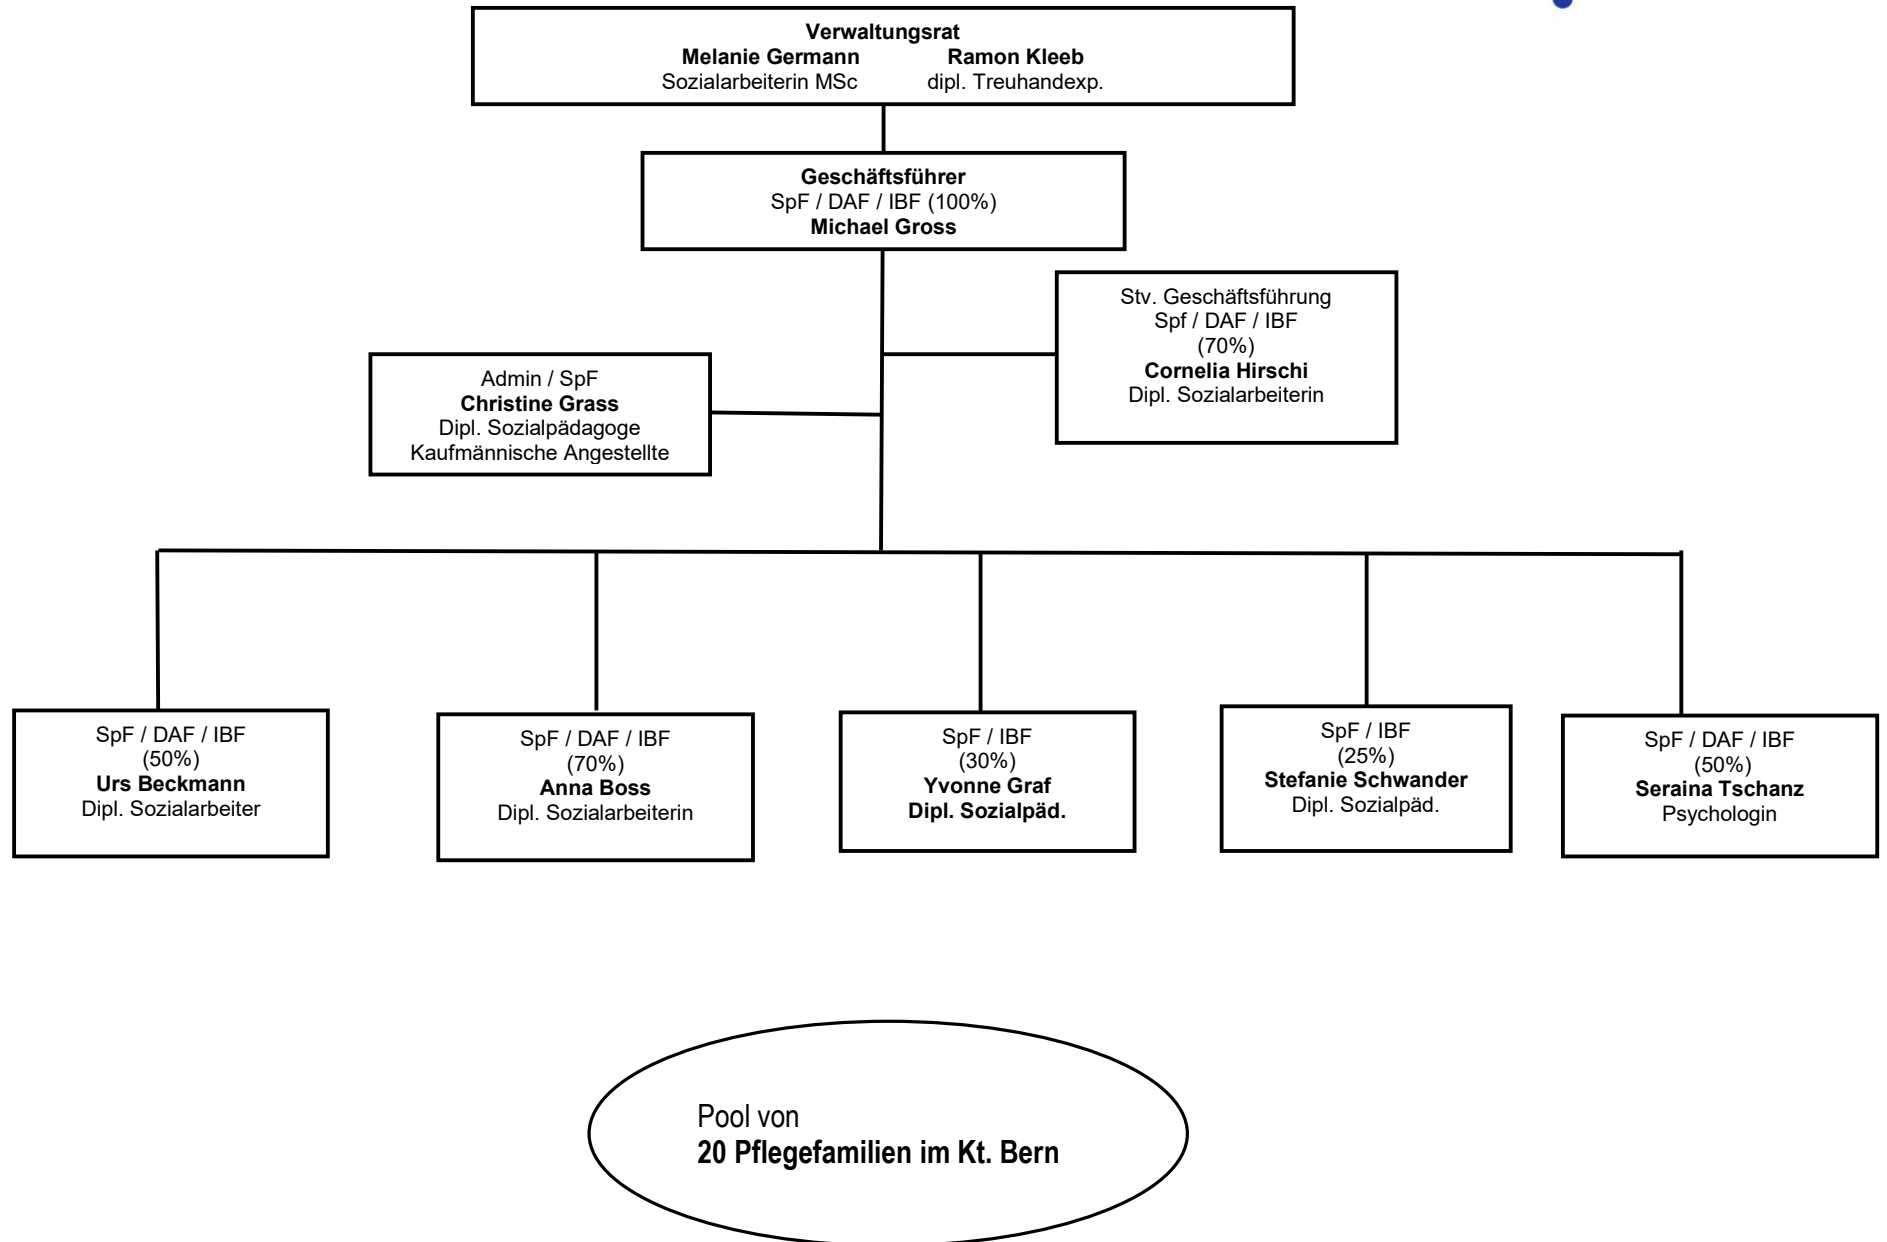 Verwaltungsrat
Melanie Germann Ramon Kleeb
Sozialarbeiterin MSc dipl. Treuhandexp.
Geschäftsführer
SpF / DAF / IBF (100%)
Michael Gross
Stv. Geschäftsführung
Spf / DAF / IBF
(70%)
Cornelia Hirschi
Dipl. Sozialarbeiterin
Admin / SpF
Christine Grass
Dipl. Sozialpädagoge
Kaufmännische Angestellte
SpF / DAF / IBF
(50%)
Urs Beckmann
Dipl. Sozialarbeiter
SpF / DAF / IBF
(70%)
Anna Boss
Dipl. Sozialarbeiterin
SpF / IBF
(30%)
Yvonne Graf
Dipl. Sozialpäd.
SpF / IBF
(25%)
Stefanie Schwander
Dipl. Sozialpäd.
SpF / DAF / IBF
(50%)
Seraina Tschanz
Psychologin
Pool von
20 Pflegefamilien im Kt. Bern